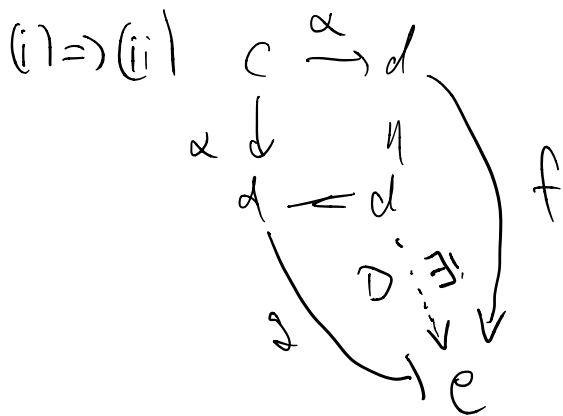 (i) => (ii) c α d
α || f
d = d
D ∃!
g e